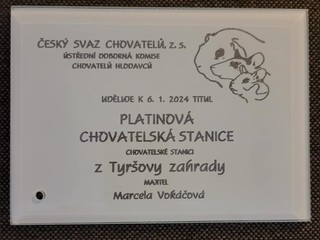 ČESKÝ SVAZ CHOVATELŮ, z. s.
ÚSTŘEDNÍ ODBORNÁ KOMISE
CHOVATELŮ HLODAVCŮ
UDĚLUJE K 6. 1. 2024 TITUL
PLATINOVÁ
CHOVATELSKÁ STANICE
CHOVATELSKÉ STANICI
z Tyršovy zahrady
MAJITEL
Marcela Vokáčová